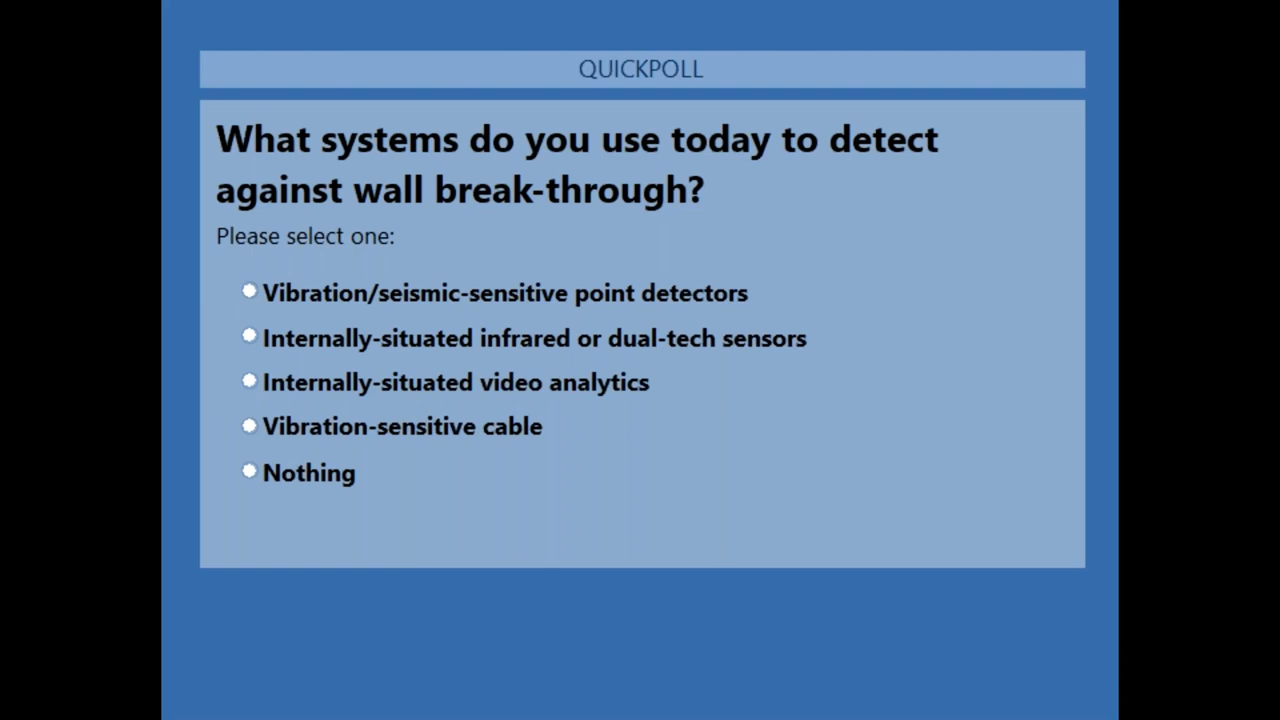 QUICKPOLL
What systems do you use today to detect
against wall break-through?
Please select one:
Vibration/seismic-sensitive point detectors
Internally-situated infrared or dual-tech sensors
Internally-situated video analytics
Vibration-sensitive cable
Nothing